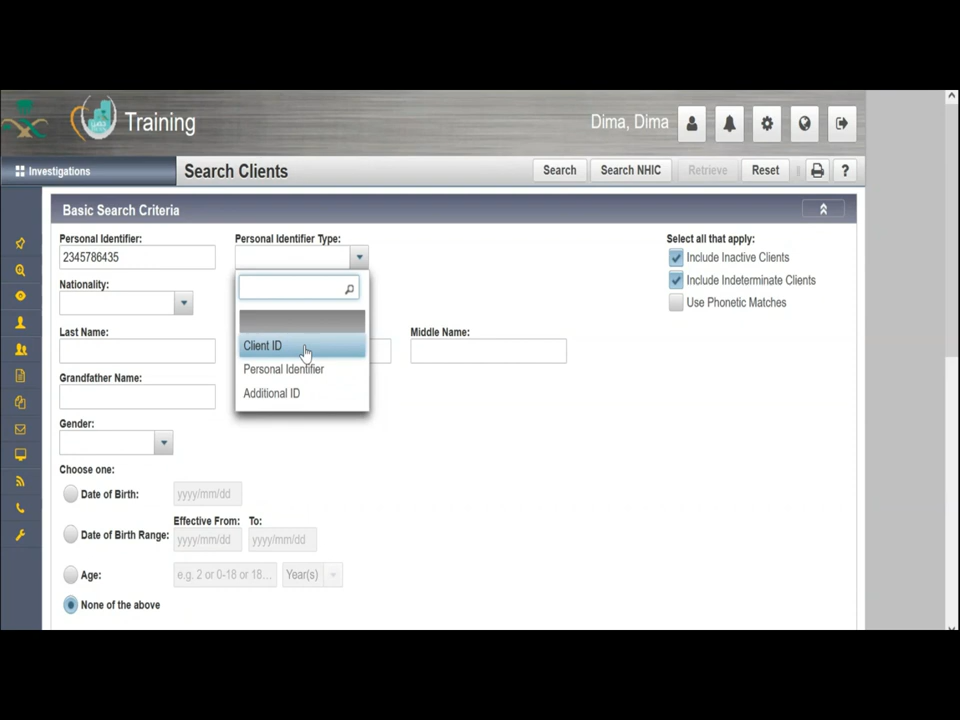 Training
Dima, Dima
Investigations
Search Clients
Search
Search NHIC
Retrieve
Reset
?
Basic Search Criteria
Personal Identifier:
Personal Identifier Type:
Select all that apply:
2345786435
Include Inactive Clients
Nationality:
Include Indeterminate Clients
Use Phonetic Matches
Last Name:
Middle Name:
Client ID
Personal Identifier
Grandfather Name:
Additional ID
Gender:
Choose one:
Date of Birth:
yyyy/mm/dd
Effective From:
To:
Date of Birth Range:
yyyy/mm/dd
yyyy/mm/dd
Age:
e.g. 2 or 0-18 or 18...
Year(s)
None of the above